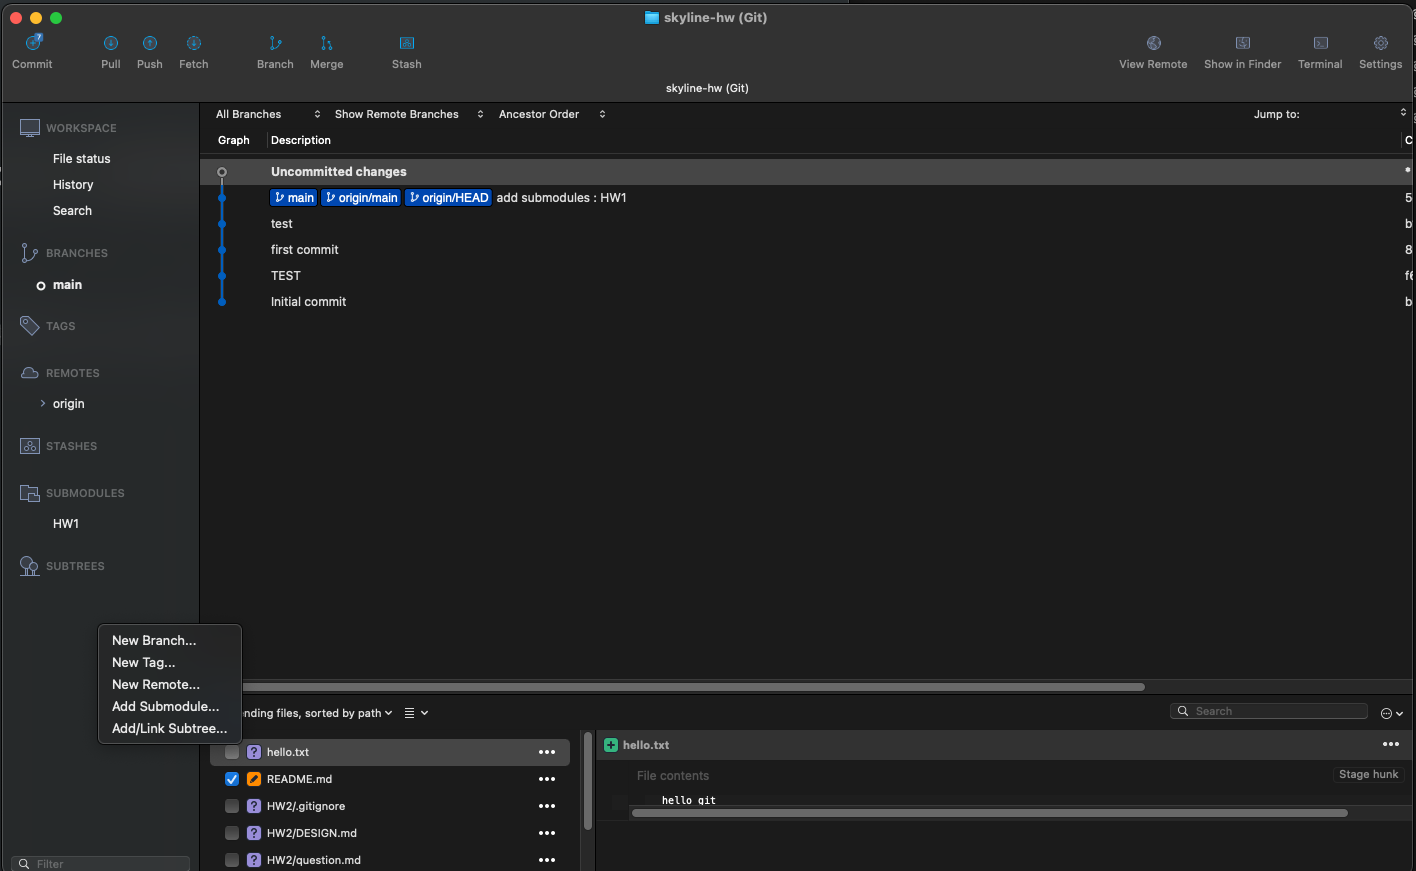 skyline-hw (Git)
7
Commit
Pull
Push
Fetch
Branch
Merge
Stash
View Remote
Show in Finder
Terminal
Settings
skyline-hw (Git)
WORKSPACE
File status
History
Search
BRANCHES
main
TAGS
REMOTES
origin
STASHES
SUBMODULES
HW1
SUBTREES
Filter
All Branches
Show Remote Branches
Ancestor Order
Jump to:
Graph
Description
C
Uncommitted changes
main origin/main origin/HEAD add submodules : HW1
5
test
b
first commit
8
TEST
f6
Initial commit
b
New Branch...
New Tag...
New Remote...
Add Submodule...
Add/Link Subtree...
ending files, sorted by path
Search
hello.txt
README.md
HW2/.gitignore
HW2/DESIGN.md
HW2/question.md
hello.txt
File contents
Stage hunk
hello git